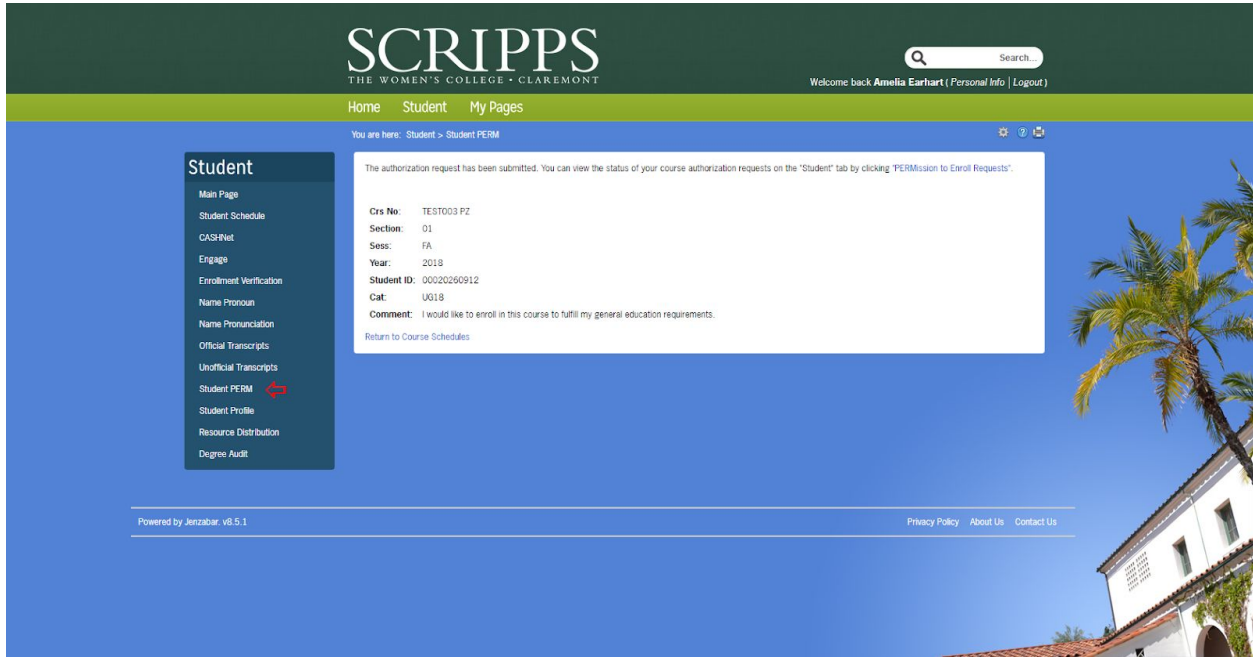 SCRIPPS
THE WOMEN'S COLLEGE • CLAREMONT
Search...
Welcome back Amelia Earhart ( Personal Info | Logout )
Home Student My Pages
You are here: Student > Student PERM
Student
Main Page
Student Schedule
CASHNet
Engage
Enrollment Verification
Name Pronoun
Name Pronunciation
Official Transcripts
Unofficial Transcripts
Student PERM
Student Profile
Resource Distribution
Degree Audit
The authorization request has been submitted. You can view the status of your course authorization requests on the "Student" tab by clicking "PERMission to Enroll Requests".
Crs No: TEST003 PZ
Section: 01
Sess: FA
Year: 2018
Student ID: 00020260912
Cat: UG18
Comment: I would like to enroll in this course to fulfill my general education requirements.
Return to Course Schedules
Powered by Jenzabar. v8.5.1
Privacy Policy About Us Contact Us